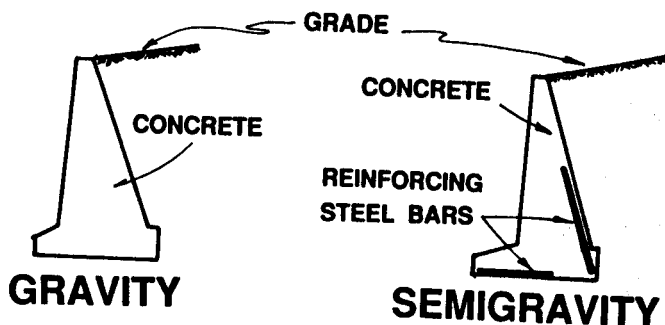 GRADE
CONCRETE
CONCRETE
REINFORCING
STEEL BARS
GRAVITY
SEMIGRAVITY